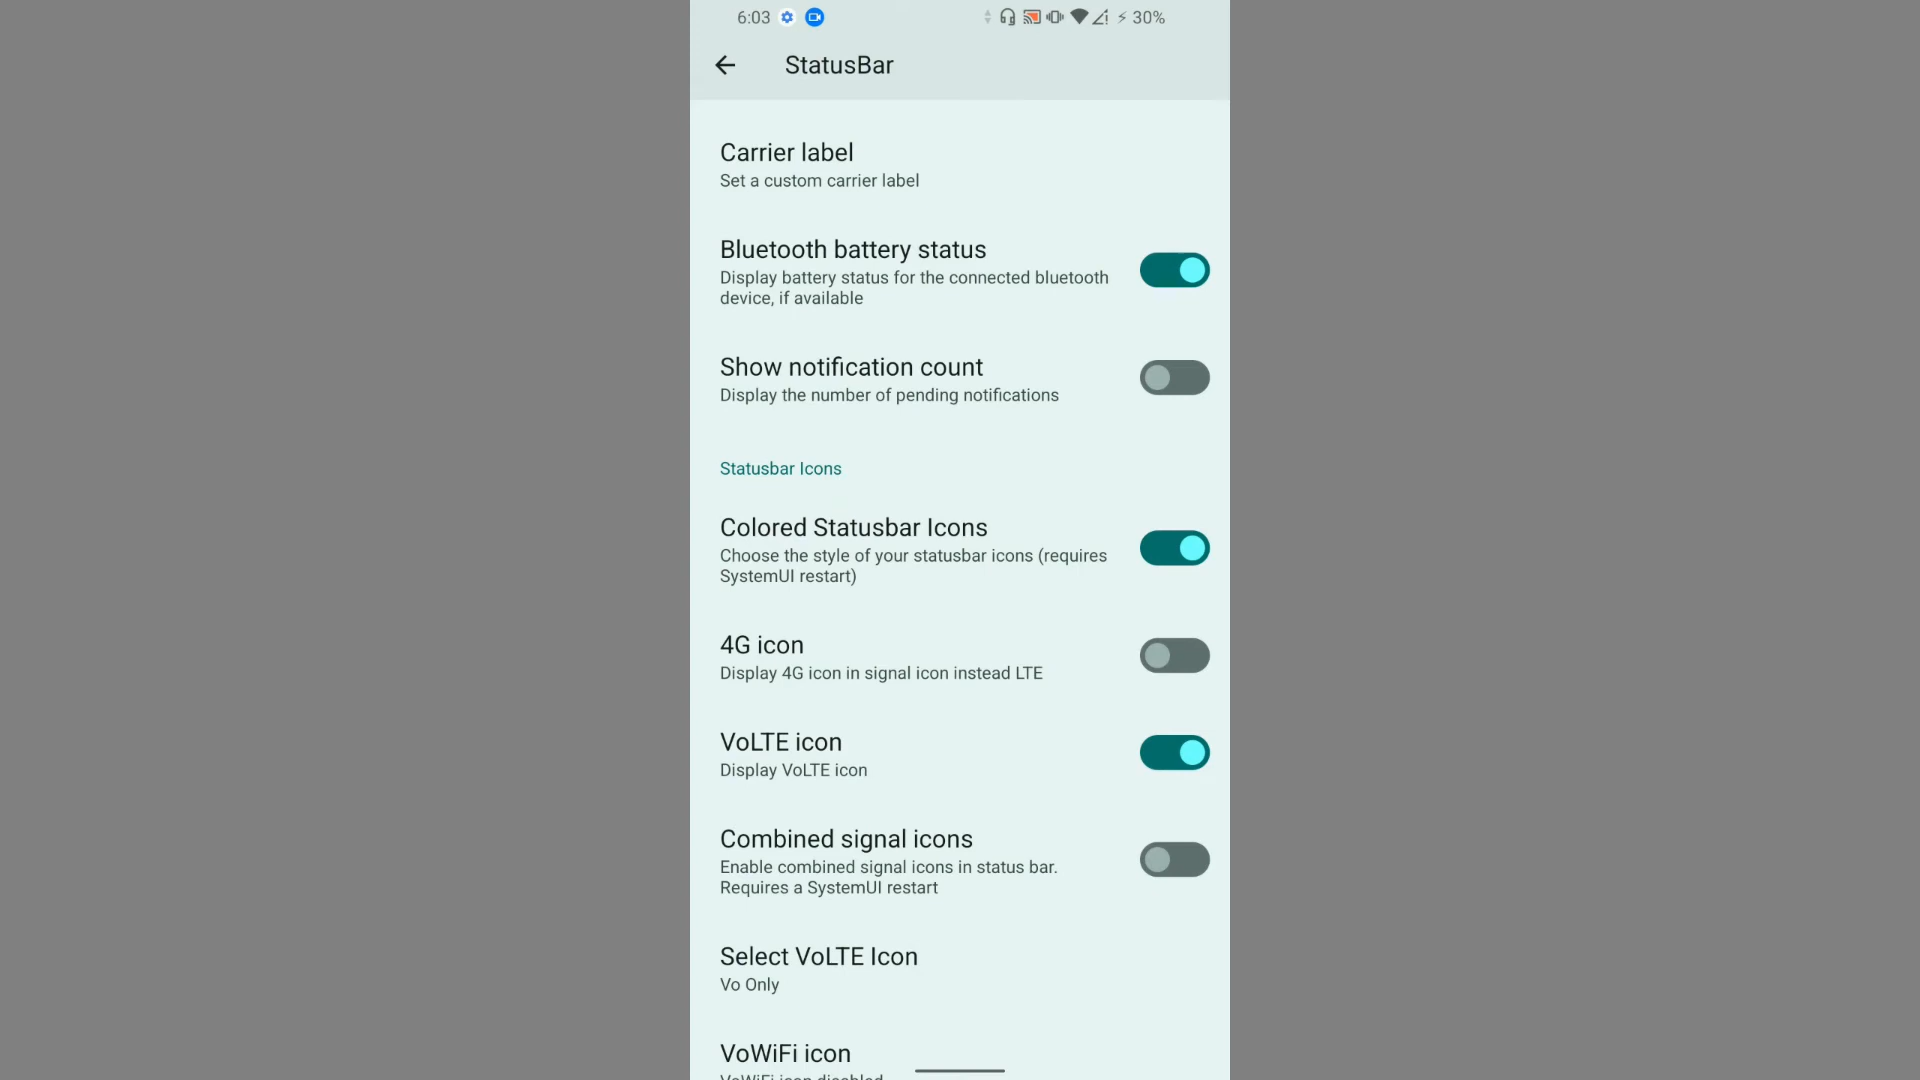 6:03 30%
StatusBar
Carrier label
Set a custom carrier label
Bluetooth battery status
Display battery status for the connected bluetooth
device, if available
Show notification count
Display the number of pending notifications
Statusbar Icons
Colored Statusbar Icons
Choose the style of your statusbar icons (requires
SystemUI restart)
4G icon
Display 4G icon in signal icon instead LTE
VoLTE icon
Display VoLTE icon
Combined signal icons
Enable combined signal icons in status bar.
Requires a SystemUI restart
Select VoLTE Icon
Vo Only
VoWiFi icon
VoWiFi icon disabled